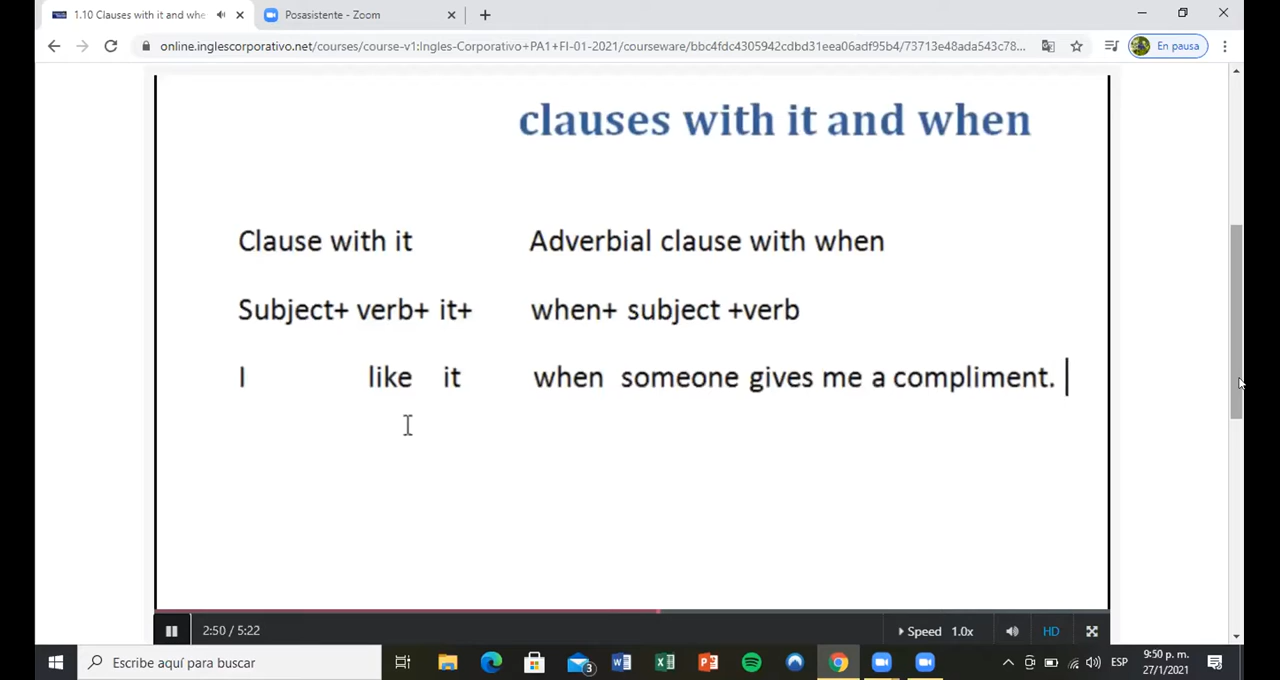 1.10 Clauses with it and whe
Posasistente - Zoom
online.inglescorporativo.net/courses/course-v1:Ingles-Corporativo+PA1+FI-01-2021/courseware/bbc4fdc4305942cdbd31eea06adf95b4/73713e48ada543c78...
En pausa
clauses with it and when
Clause with it Adverbial clause with when
Subject+ verb+ it+ when+ subject +verb
I like it when someone gives me a compliment.
2:50 / 5:22 Speed 1.0x HD
Escribe aquí para buscar
3
ESP
9:50 p. m.
27/1/2021